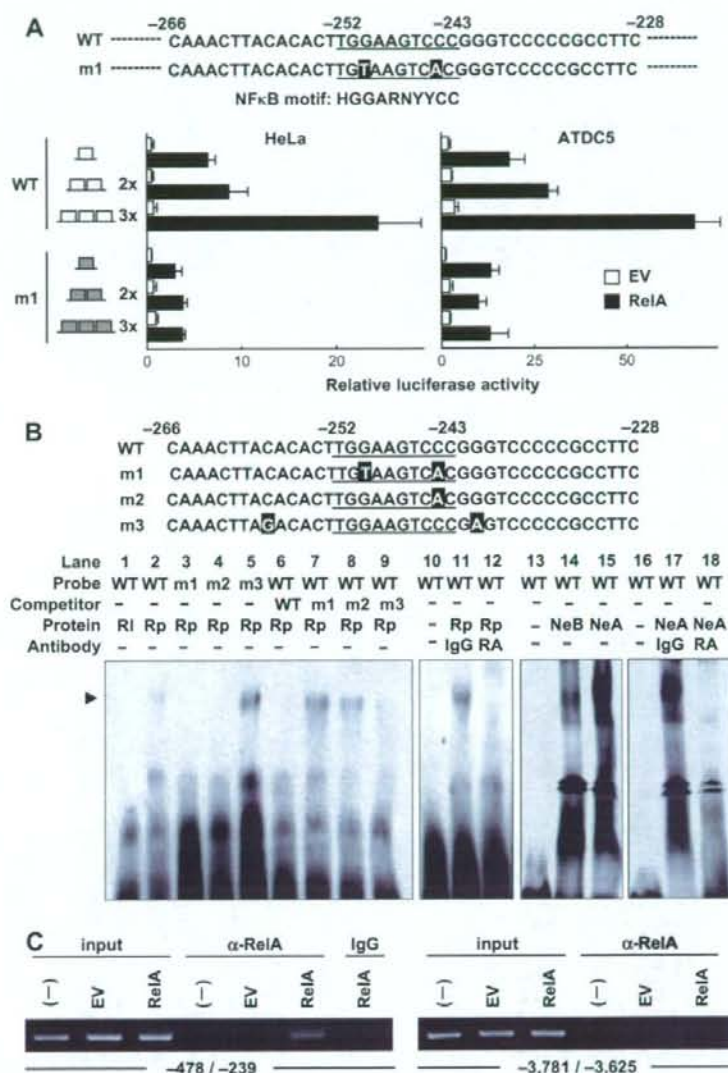 A
–266 –252 –243 –228
WT CAAACTTACACACTTGGAAGTCCCGGGTCCCCCGCCTTC
m1 CAAACTTACACACTTGTAAGTCACGGGTCCCCCGCCTTC
NFκB motif: HGGARNYYCC
HeLa ATDC5
WT
2x
3x
m1
2x
3x
EV
RelA
0 20 0 25 50
Relative luciferase activity
B
–266 –252 –243 –228
WT CAAACTTACACACTTGGAAGTCCCGGGTCCCCCGCCTTC
m1 CAAACTTACACACTTGTAAGTCACGGGTCCCCCGCCTTC
m2 CAAACTTACACACTTGGAAGTCACGGGTCCCCCGCCTTC
m3 CAAACTTAGACACTTGGAAGTCCCGAGTCCCCCGCCTTC
Lane 1 2 3 4 5 6 7 8 9 10 11 12 13 14 15 16 17 18
Probe WT WT m1 m2 m3 WT WT WT WT WT WT WT WT WT WT WT WT WT
Competitor – – – – – WT m1 m2 m3 – – – – – – – – –
Protein Rl Rp Rp Rp Rp Rp Rp Rp Rp – Rp Rp – NeB NeA – NeA NeA
Antibody – – – – – – – – – – IgG RA – – – – IgG RA
C
input α-RelA IgG input α-RelA
(–) EV RelA (–) EV RelA RelA (–) EV RelA (–) EV RelA
–478 / –239 –3,781 / –3,625